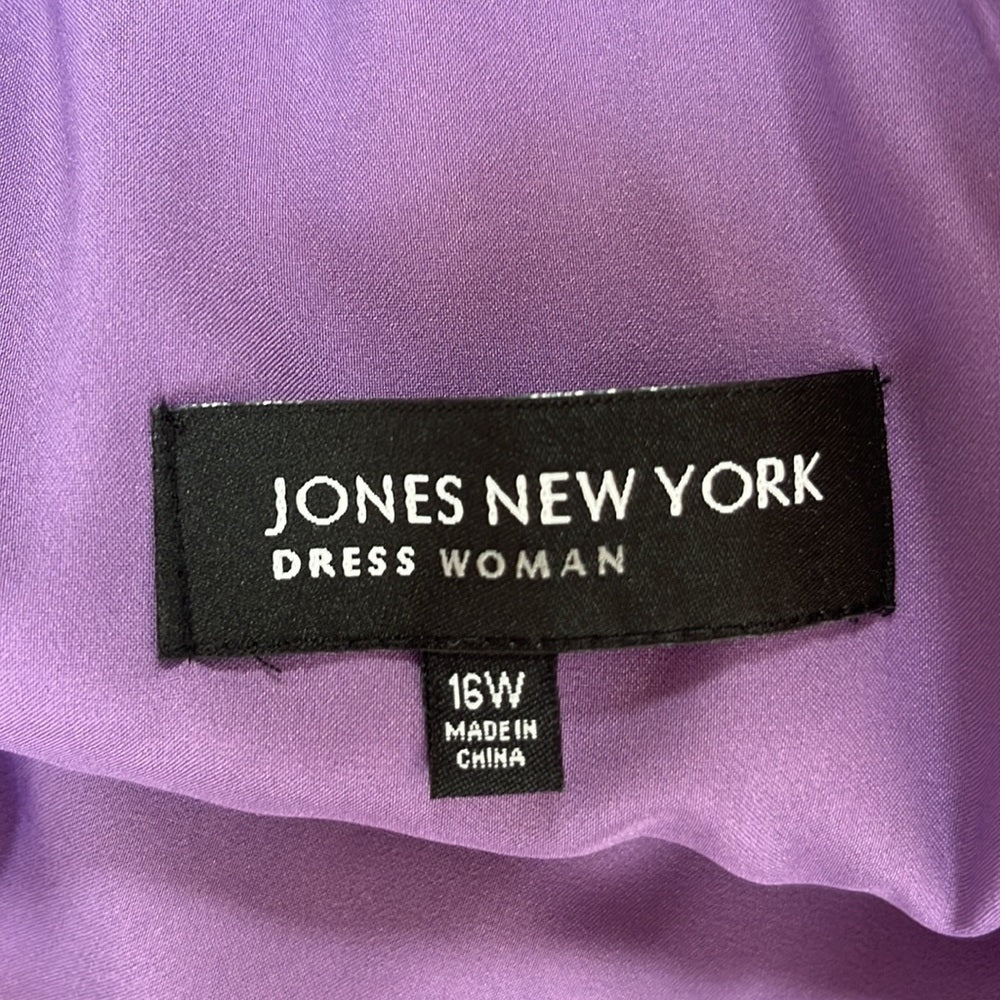 JONES NEW YORK
DRESS WOMAN
16W
MADE IN
CHINA